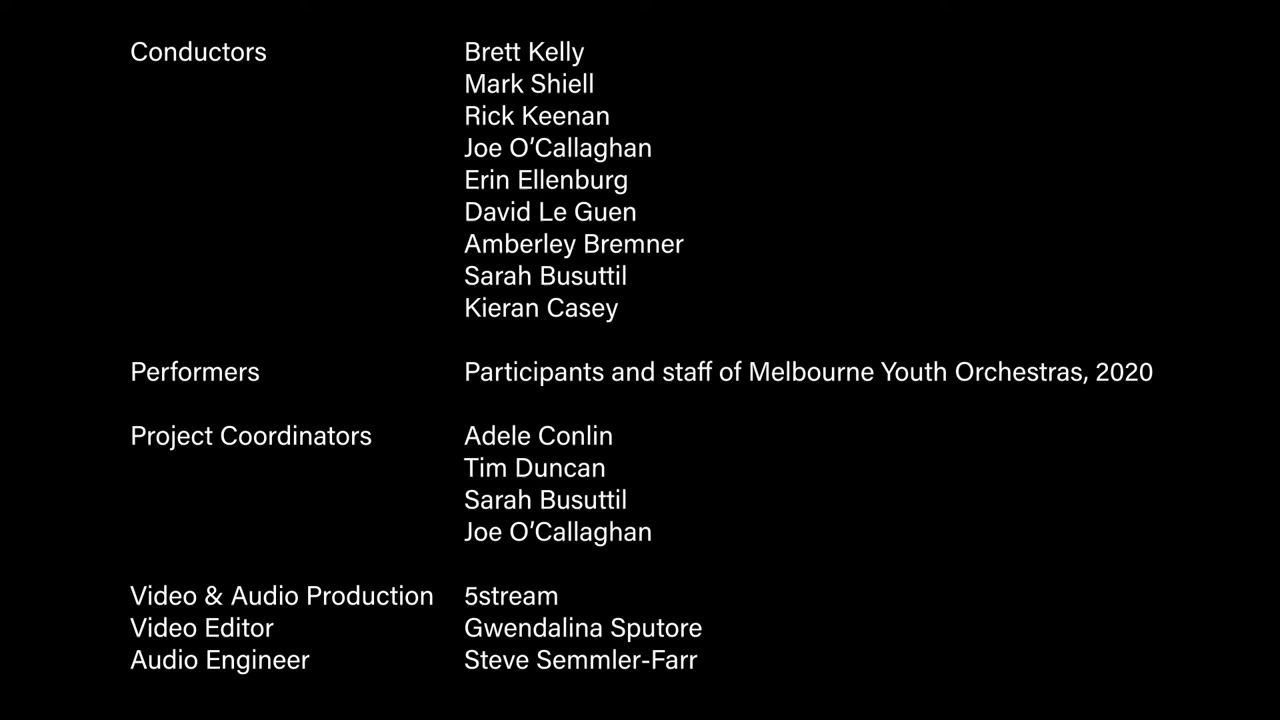 Conductors Brett Kelly
Mark Shiell
Rick Keenan
Joe O’Callaghan
Erin Ellenburg
David Le Guen
Amberley Bremner
Sarah Busuttil
Kieran Casey
Performers Participants and staff of Melbourne Youth Orchestras, 2020
Project Coordinators Adele Conlin
Tim Duncan
Sarah Busuttil
Joe O’Callaghan
Video & Audio Production 5stream
Video Editor Gwendalina Sputore
Audio Engineer Steve Semmler-Farr